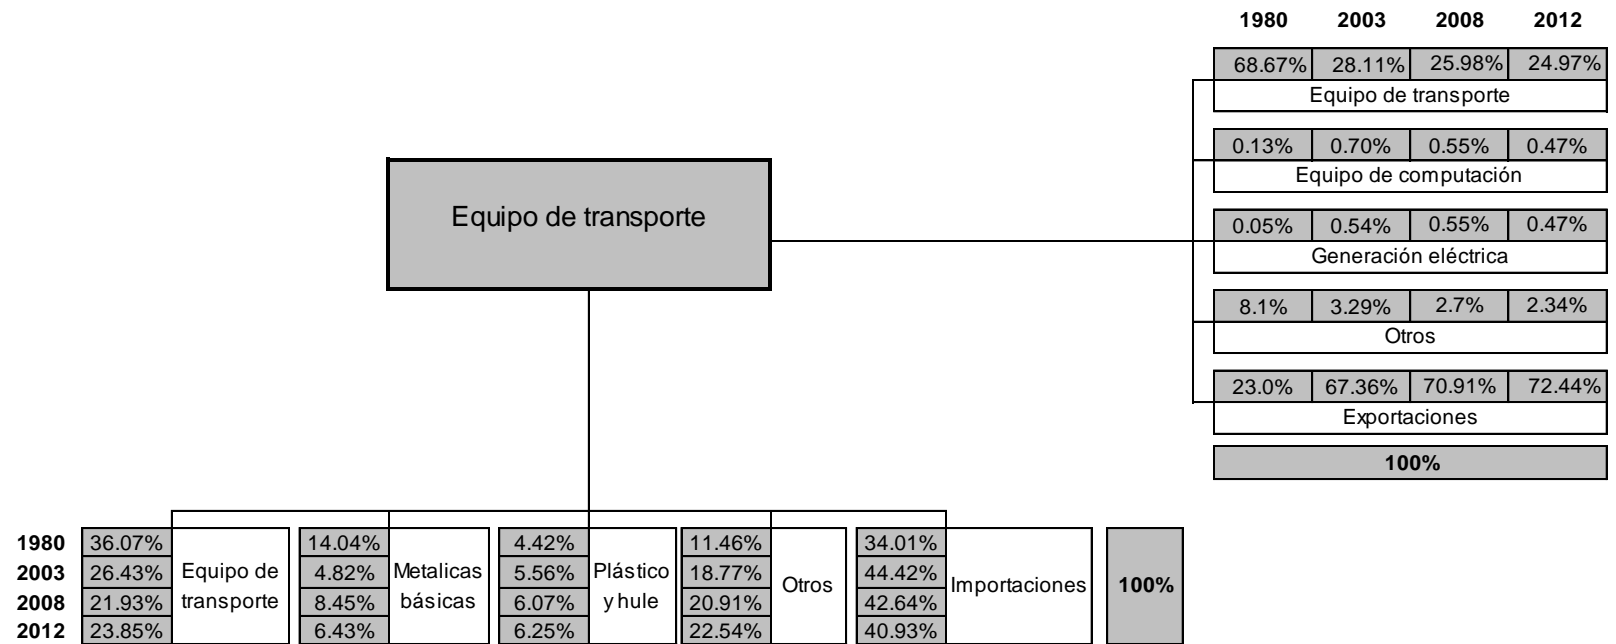 1980 2003 2008 2012
68.67% 28.11% 25.98% 24.97%
Equipo de transporte
0.13% 0.70% 0.55% 0.47%
Equipo de computación
Equipo de transporte
0.05% 0.54% 0.55% 0.47%
Generación eléctrica
8.1% 3.29% 2.7% 2.34%
Otros
23.0% 67.36% 70.91% 72.44%
Exportaciones
100%
1980 36.07% 14.04% 4.42% 11.46% 34.01%
2003 26.43% 4.82% 5.56% 18.77% 44.42%
Equipo de transporte
Metalicas básicas
Plástico y hule
Otros
Importaciones
100%
2008 21.93% 8.45% 6.07% 20.91% 42.64%
2012 23.85% 6.43% 6.25% 22.54% 40.93%